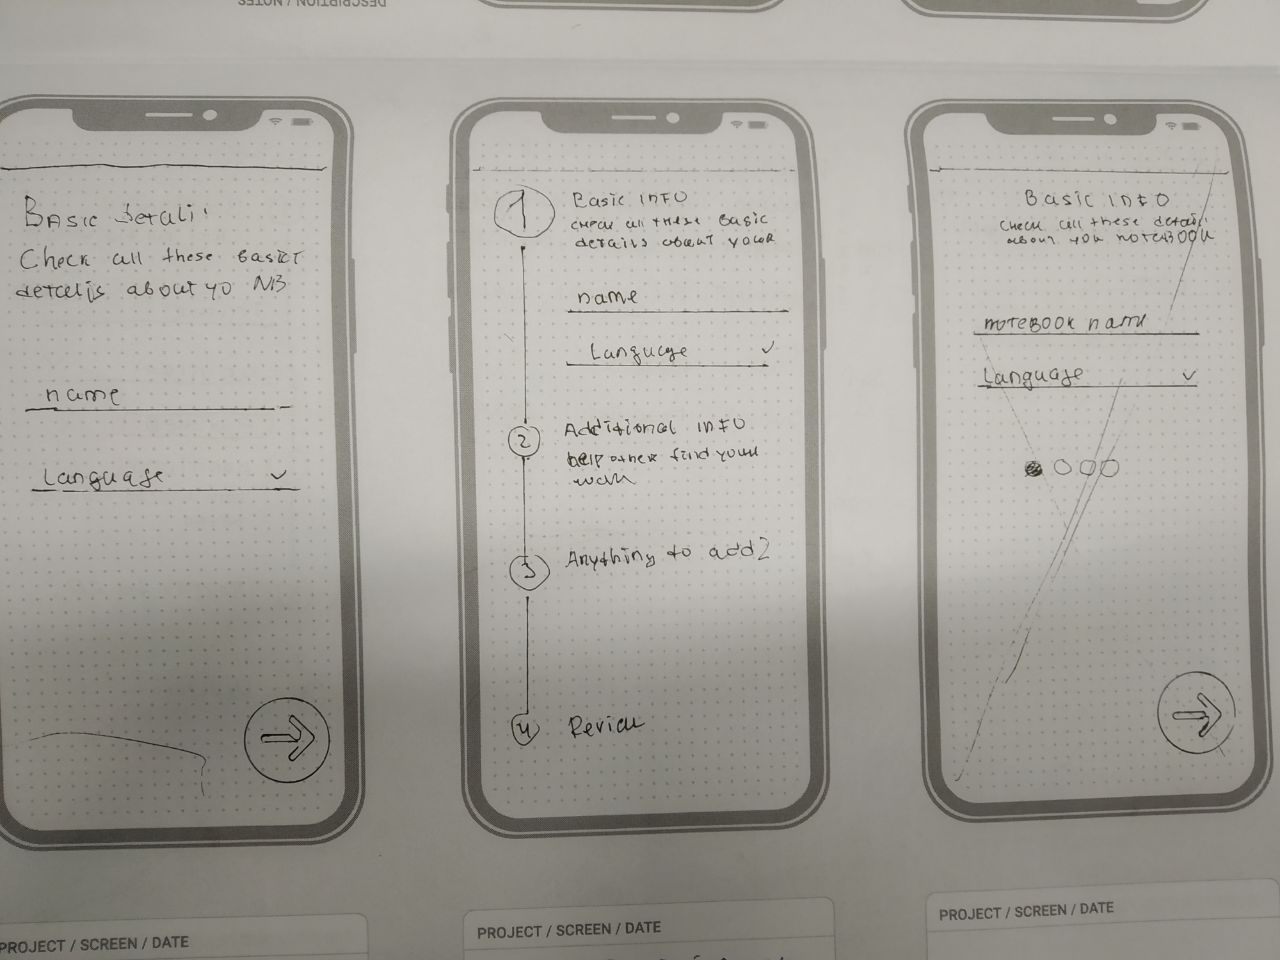 DESCRIPTION / NOTES
Basic detail
Check all these basic
details about yo NB
name
Language
1
Basic info
check all these basic
details about your
name
Language
2
Additional info
help other find your
work
3
Anything to add?
4
Review
Basic info
check all these detail
about you notebook
notebook name
Language
PROJECT / SCREEN / DATE
PROJECT / SCREEN / DATE
PROJECT / SCREEN / DATE